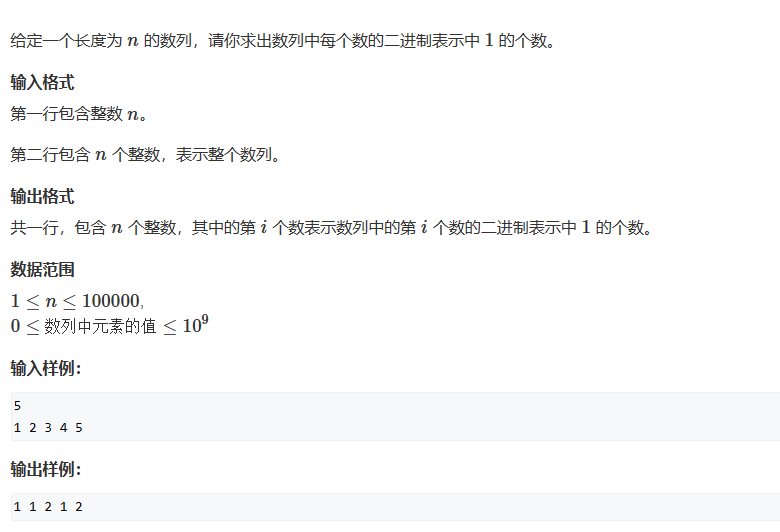 给定一个长度为 n 的数列，请你求出数列中每个数的二进制表示中 1 的个数。
输入格式
第一行包含整数 n。
第二行包含 n 个整数，表示整个数列。
输出格式
共一行，包含 n 个整数，其中的第 i 个数表示数列中的第 i 个数的二进制表示中 1 的个数。
数据范围
1 ≤ n ≤ 100000,
0 ≤ 数列中元素的值 ≤ 10⁹
输入样例：
5
1 2 3 4 5
输出样例：
1 1 2 1 2